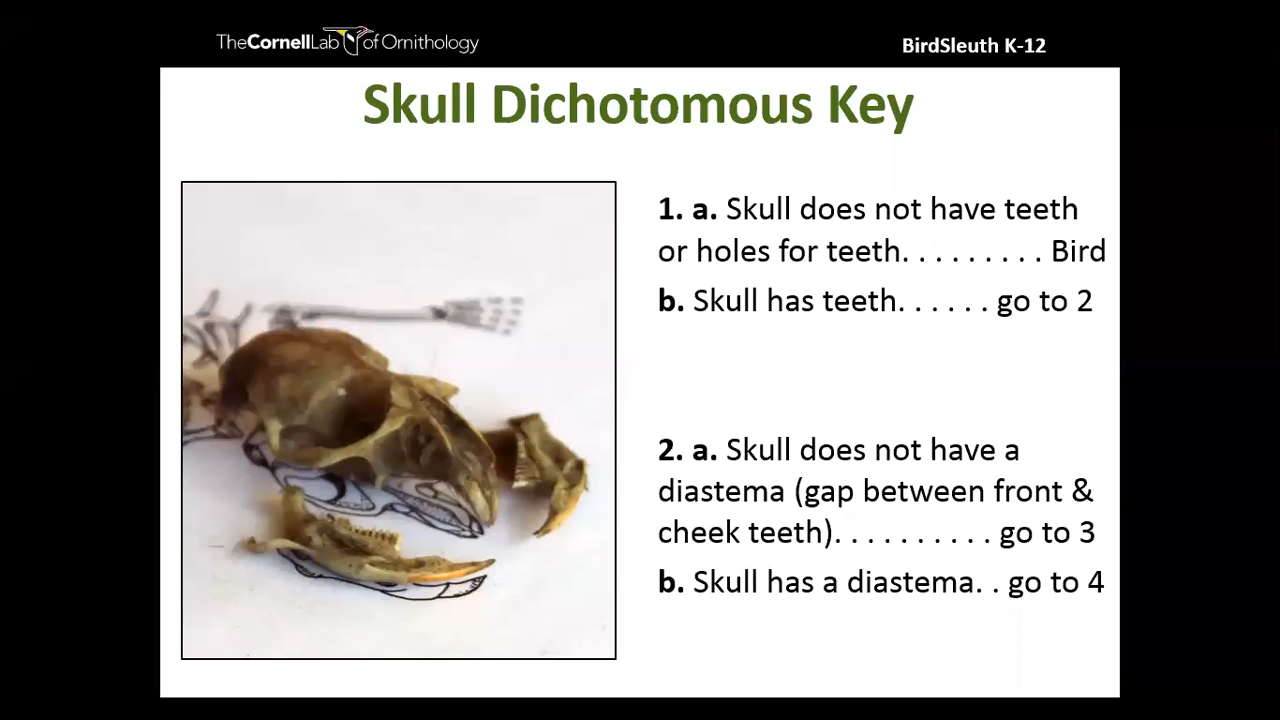 TheCornellLab of Ornithology
BirdSleuth K-12
Skull Dichotomous Key
1. a. Skull does not have teeth
or holes for teeth. . . . . . . . . Bird
b. Skull has teeth. . . . . . go to 2
2. a. Skull does not have a
diastema (gap between front &
cheek teeth). . . . . . . . . . go to 3
b. Skull has a diastema. . go to 4